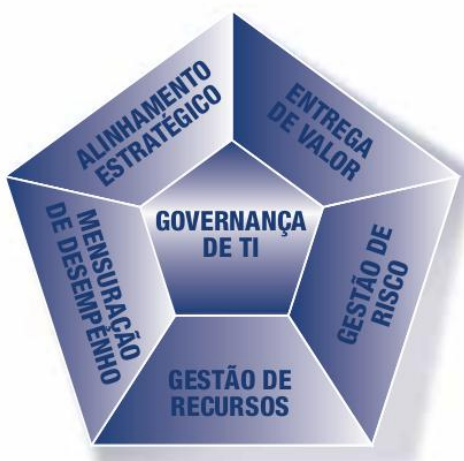 ALINHAMENTO
ESTRATÉGICO
ENTREGA
DE VALOR
GOVERNANÇA
DE TI
MENSURAÇÃO
DE DESEMPENHO
GESTÃO DE
RISCO
GESTÃO DE
RECURSOS